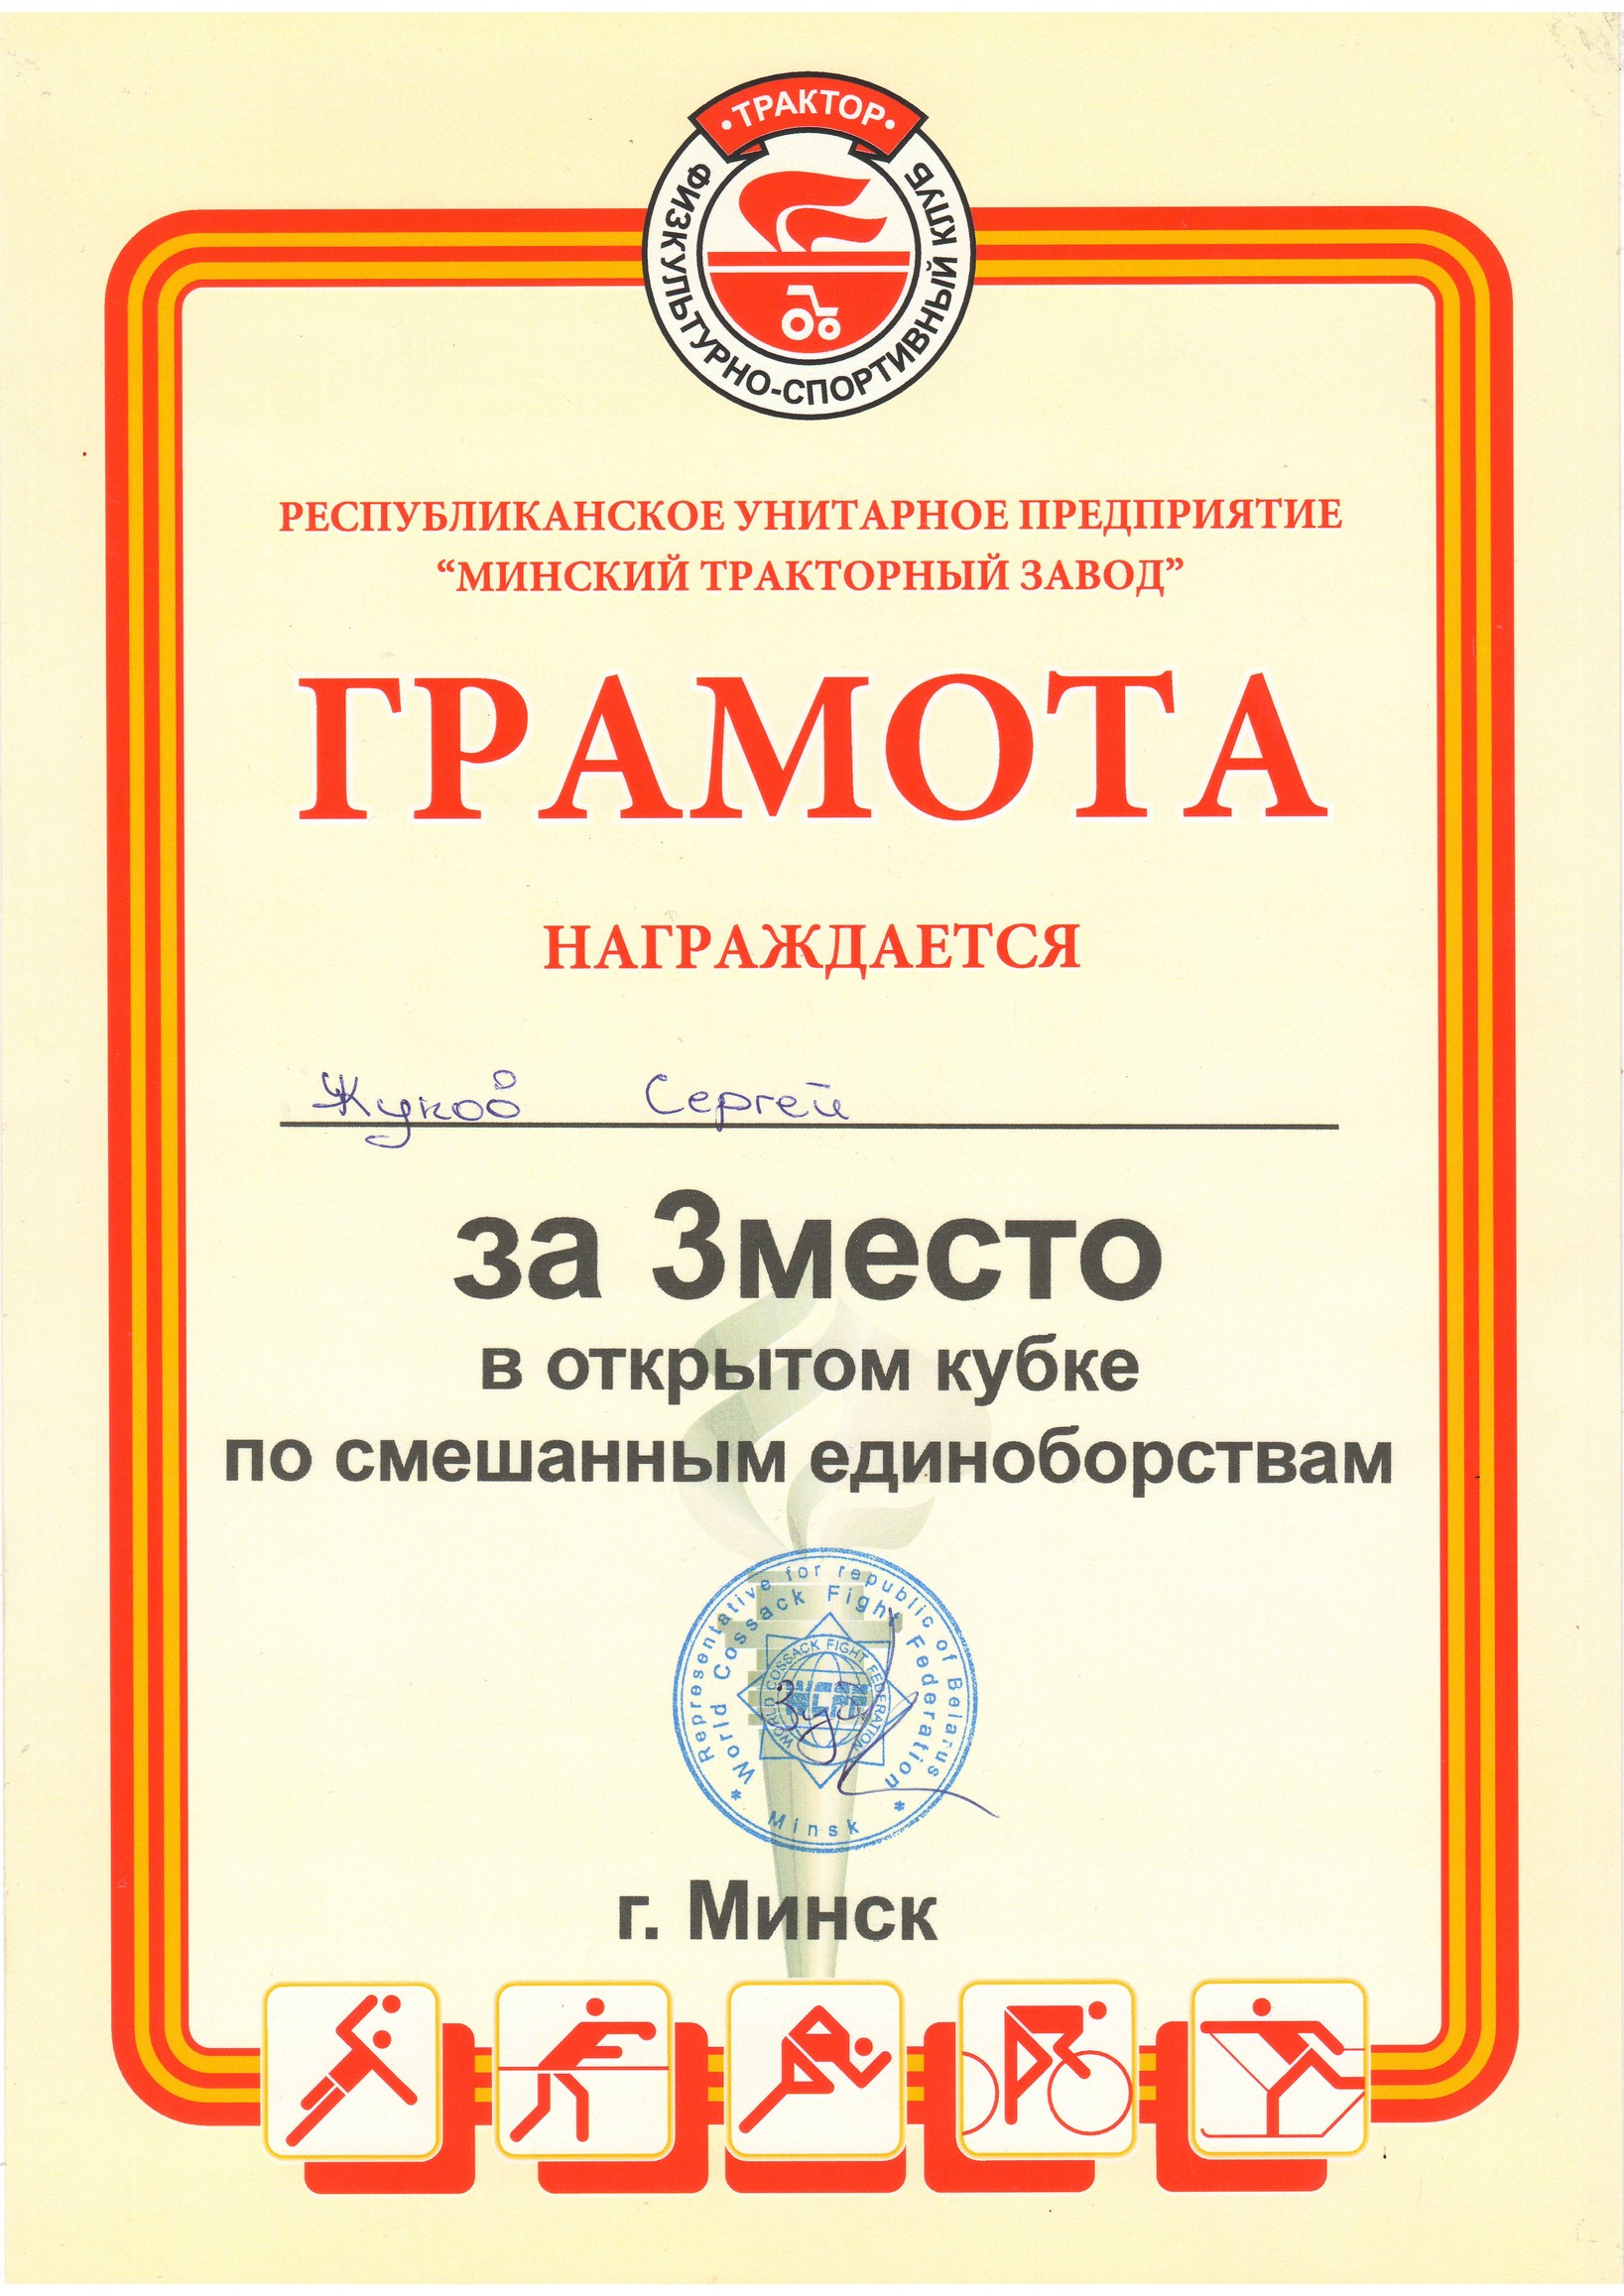 • ТРАКТОР •
ФИЗКУЛЬТУРНО-СПОРТИВНЫЙ КЛУБ
РЕСПУБЛИКАНСКОЕ УНИТАРНОЕ ПРЕДПРИЯТИЕ
“МИНСКИЙ ТРАКТОРНЫЙ ЗАВОД”
ГРАМОТА
НАГРАЖДАЕТСЯ
Жуков Сергей
за 3место
в открытом кубке
по смешанным единоборствам
Representative for republic of Belarus
* World Cossack Fight Federation *
WORLD COSSACK FIGHT FEDERATION
Minsk
г. Минск